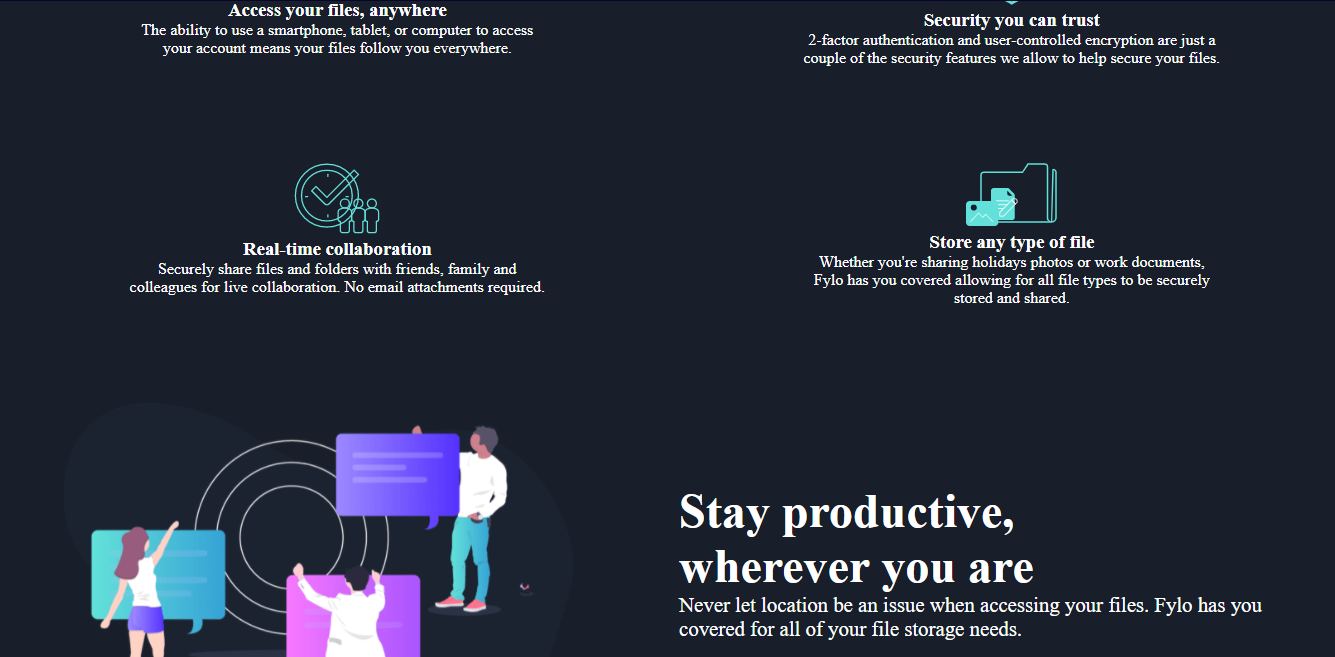 Access your files, anywhere
The ability to use a smartphone, tablet, or computer to access
your account means your files follow you everywhere.
Security you can trust
2-factor authentication and user-controlled encryption are just a
couple of the security features we allow to help secure your files.
Real-time collaboration
Securely share files and folders with friends, family and
colleagues for live collaboration. No email attachments required.
Store any type of file
Whether you're sharing holidays photos or work documents,
Fylo has you covered allowing for all file types to be securely
stored and shared.
Stay productive,
wherever you are
Never let location be an issue when accessing your files. Fylo has you
covered for all of your file storage needs.